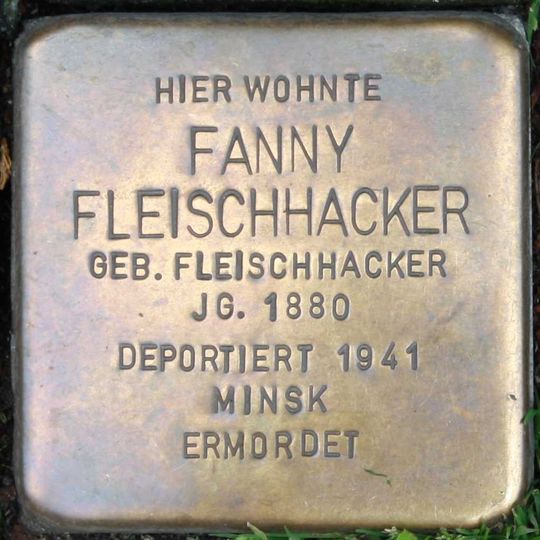 HIER WOHNTE
FANNY
FLEISCHHACKER
GEB. FLEISCHHACKER
JG. 1880
DEPORTIERT 1941
MINSK
ERMORDET